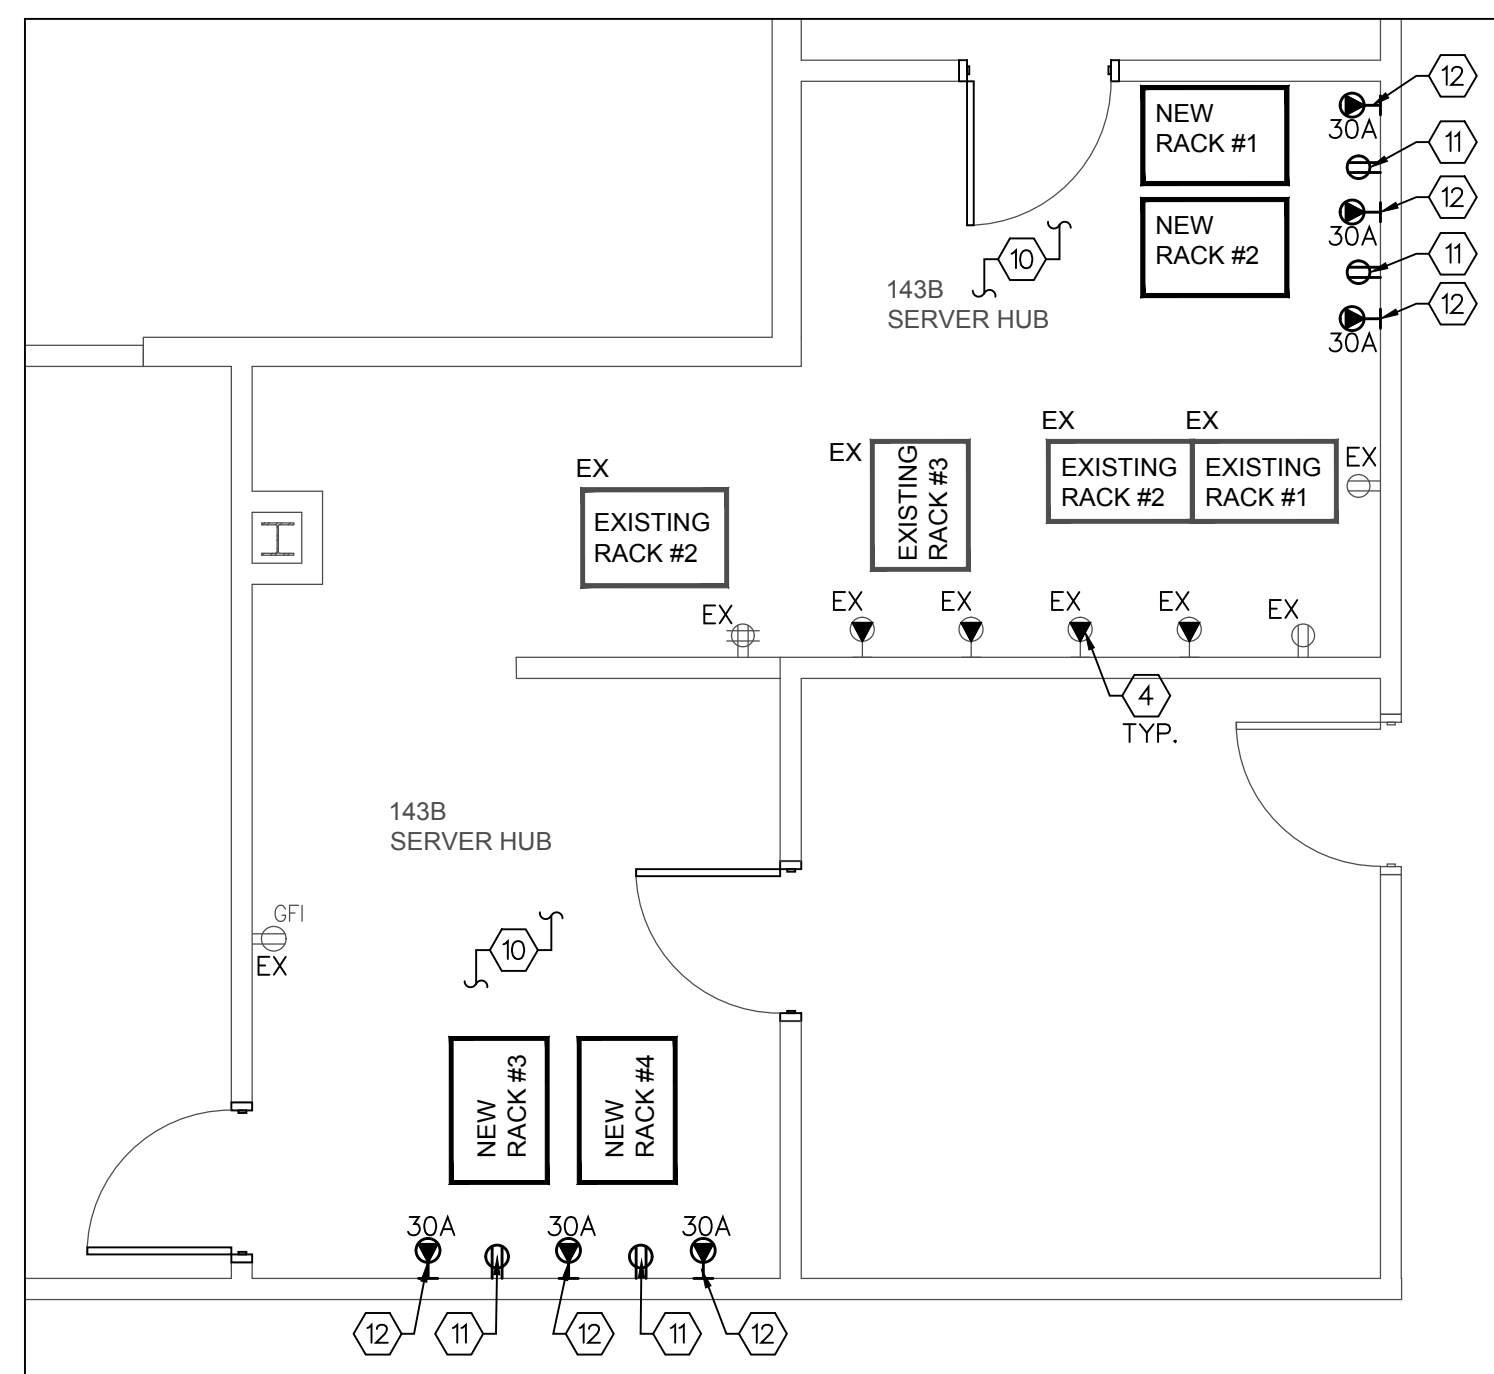 12
NEW
RACK #1
30A
11
NEW
RACK #2
12
30A
10
11
143B
SERVER HUB
12
30A
EX
EX
EX
EX
EX
EXISTING
RACK #2
EXISTING
RACK #3
EXISTING
RACK #2
EXISTING
RACK #1
EX
EX
EX
EX
EX
EX
4
TYP.
143B
SERVER HUB
GFI
EX
10
NEW
RACK #3
NEW
RACK #4
30A
30A
30A
12
11
12
11
12